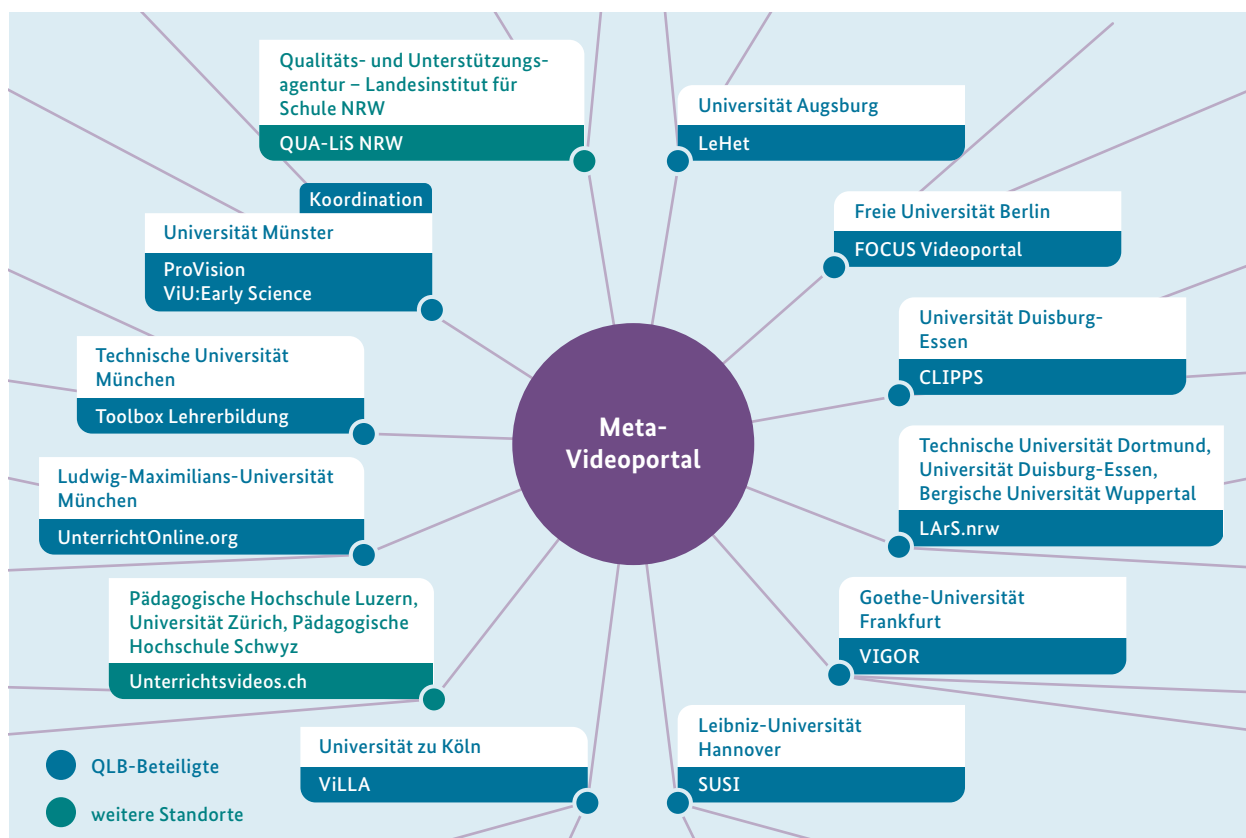 Qualitäts- und Unterstützungs-
agentur – Landesinstitut für
Schule NRW
QUA-LiS NRW
Universität Augsburg
LeHet
Koordination
Universität Münster
ProVision
ViU:Early Science
Freie Universität Berlin
FOCUS Videoportal
Technische Universität
München
Toolbox Lehrerbildung
Universität Duisburg-
Essen
CLIPPS
Meta-
Videoportal
Ludwig-Maximilians-Universität
München
UnterrichtOnline.org
Technische Universität Dortmund,
Universität Duisburg-Essen,
Bergische Universität Wuppertal
LArS.nrw
Pädagogische Hochschule Luzern,
Universität Zürich, Pädagogische
Hochschule Schwyz
Unterrichtsvideos.ch
Goethe-Universität
Frankfurt
VIGOR
Universität zu Köln
ViLLA
Leibniz-Universität
Hannover
SUSI
QLB-Beteiligte
weitere Standorte